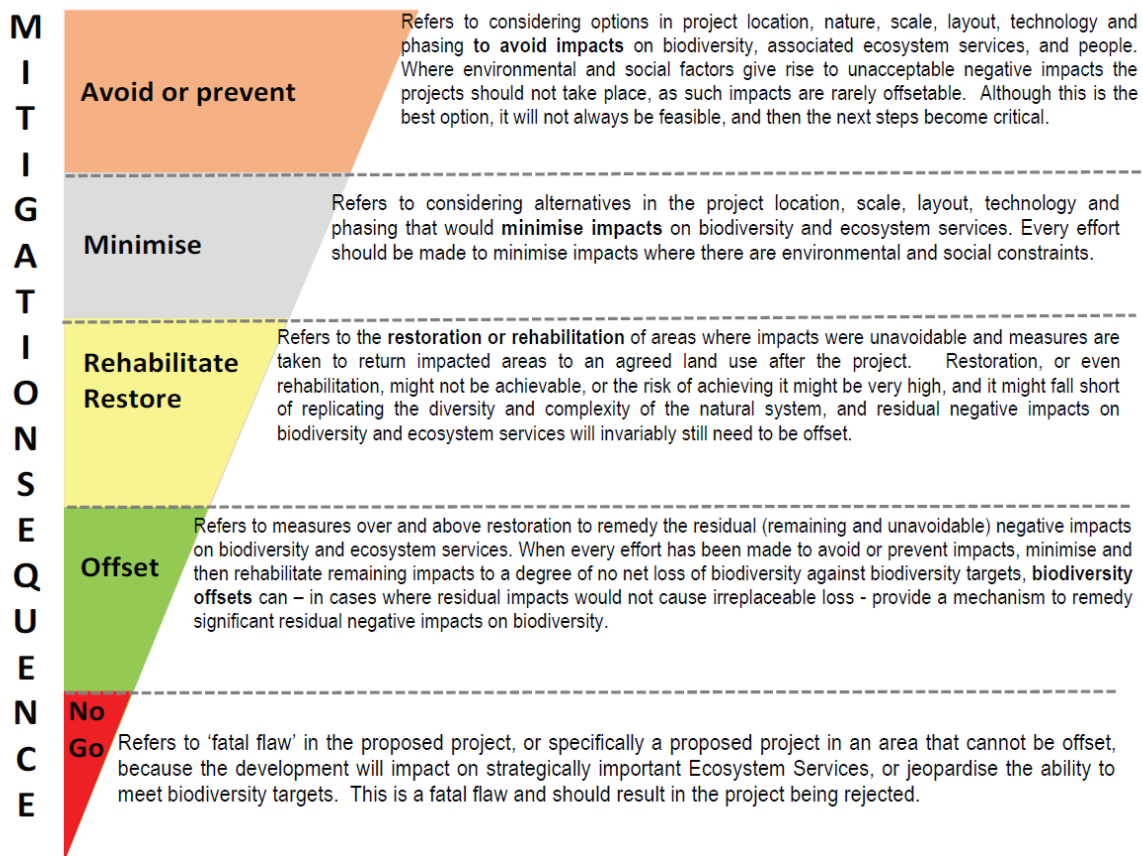 MITIGATION SEQUENCE
Avoid or prevent
Refers to considering options in project location, nature, scale, layout, technology and
phasing to avoid impacts on biodiversity, associated ecosystem services, and people.
Where environmental and social factors give rise to unacceptable negative impacts the
projects should not take place, as such impacts are rarely offsetable. Although this is the
best option, it will not always be feasible, and then the next steps become critical.
Minimise
Refers to considering alternatives in the project location, scale, layout, technology and
phasing that would minimise impacts on biodiversity and ecosystem services. Every effort
should be made to minimise impacts where there are environmental and social constraints.
Rehabilitate
Restore
Refers to the restoration or rehabilitation of areas where impacts were unavoidable and measures are
taken to return impacted areas to an agreed land use after the project. Restoration, or even
rehabilitation, might not be achievable, or the risk of achieving it might be very high, and it might fall short
of replicating the diversity and complexity of the natural system, and residual negative impacts on
biodiversity and ecosystem services will invariably still need to be offset.
Offset
Refers to measures over and above restoration to remedy the residual (remaining and unavoidable) negative impacts
on biodiversity and ecosystem services. When every effort has been made to avoid or prevent impacts, minimise and
then rehabilitate remaining impacts to a degree of no net loss of biodiversity against biodiversity targets, biodiversity
offsets can – in cases where residual impacts would not cause irreplaceable loss - provide a mechanism to remedy
significant residual negative impacts on biodiversity.
No
Go
Refers to ‘fatal flaw’ in the proposed project, or specifically a proposed project in an area that cannot be offset,
because the development will impact on strategically important Ecosystem Services, or jeopardise the ability to
meet biodiversity targets. This is a fatal flaw and should result in the project being rejected.